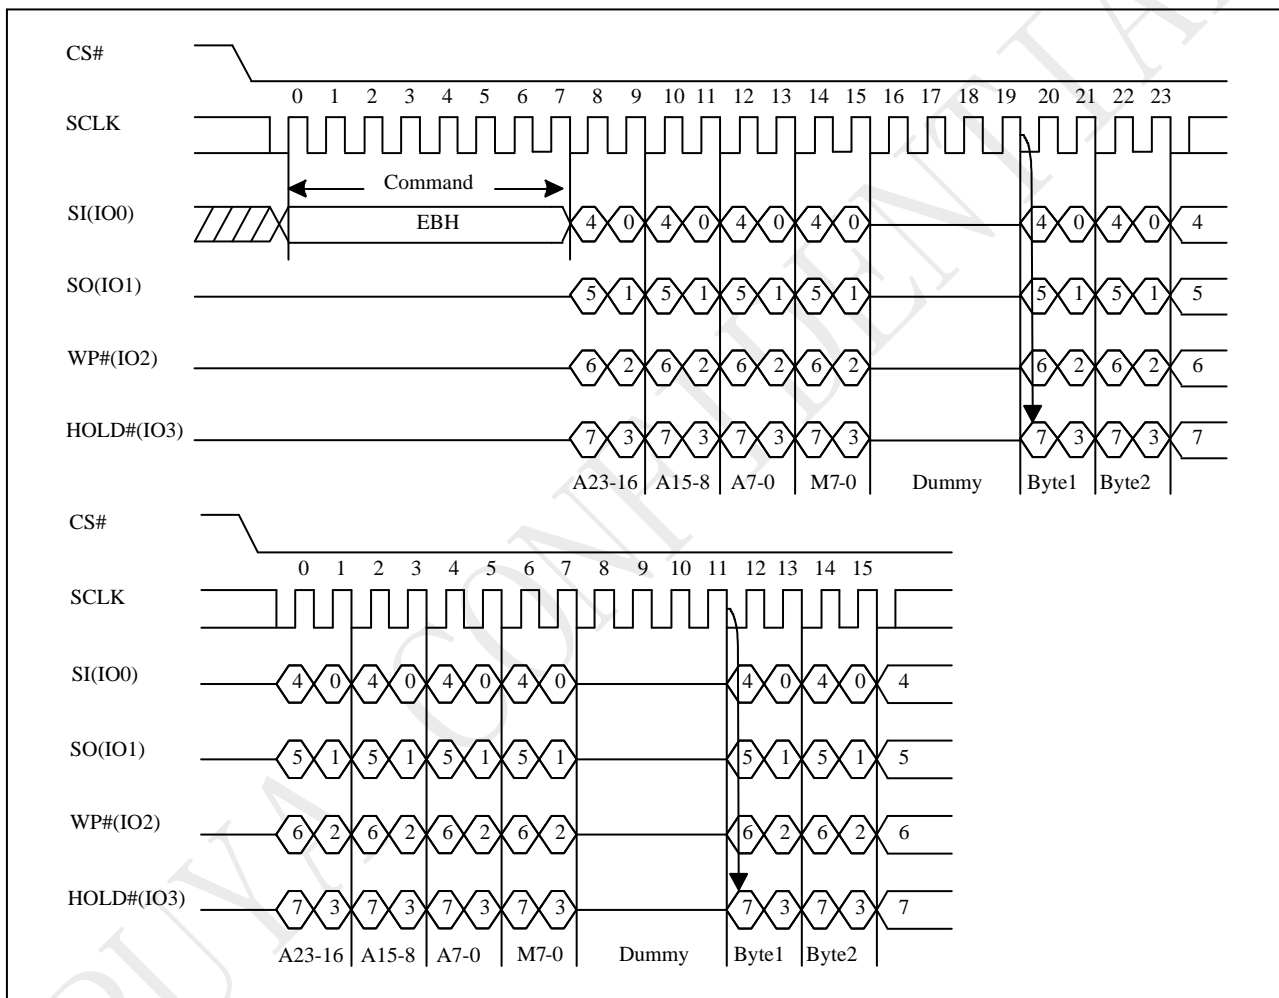 CS#
0 1 2 3 4 5 6 7 8 9 10 11 12 13 14 15 16 17 18 19 20 21 22 23
SCLK
Command
SI(IO0) EBH 4 0 4 0 4 0 4 0 4 0 4 0 4
SO(IO1) 5 1 5 1 5 1 5 1 5 1 5 1 5
WP#(IO2) 6 2 6 2 6 2 6 2 6 2 6 2 6
HOLD#(IO3) 7 3 7 3 7 3 7 3 7 3 7 3 7
A23-16 A15-8 A7-0 M7-0 Dummy Byte1 Byte2
CS#
0 1 2 3 4 5 6 7 8 9 10 11 12 13 14 15
SCLK
SI(IO0) 4 0 4 0 4 0 4 0 4 0 4 0 4
SO(IO1) 5 1 5 1 5 1 5 1 5 1 5 1 5
WP#(IO2) 6 2 6 2 6 2 6 2 6 2 6 2 6
HOLD#(IO3) 7 3 7 3 7 3 7 3 7 3 7 3 7
A23-16 A15-8 A7-0 M7-0 Dummy Byte1 Byte2
PUYA CONFIDENTIAL